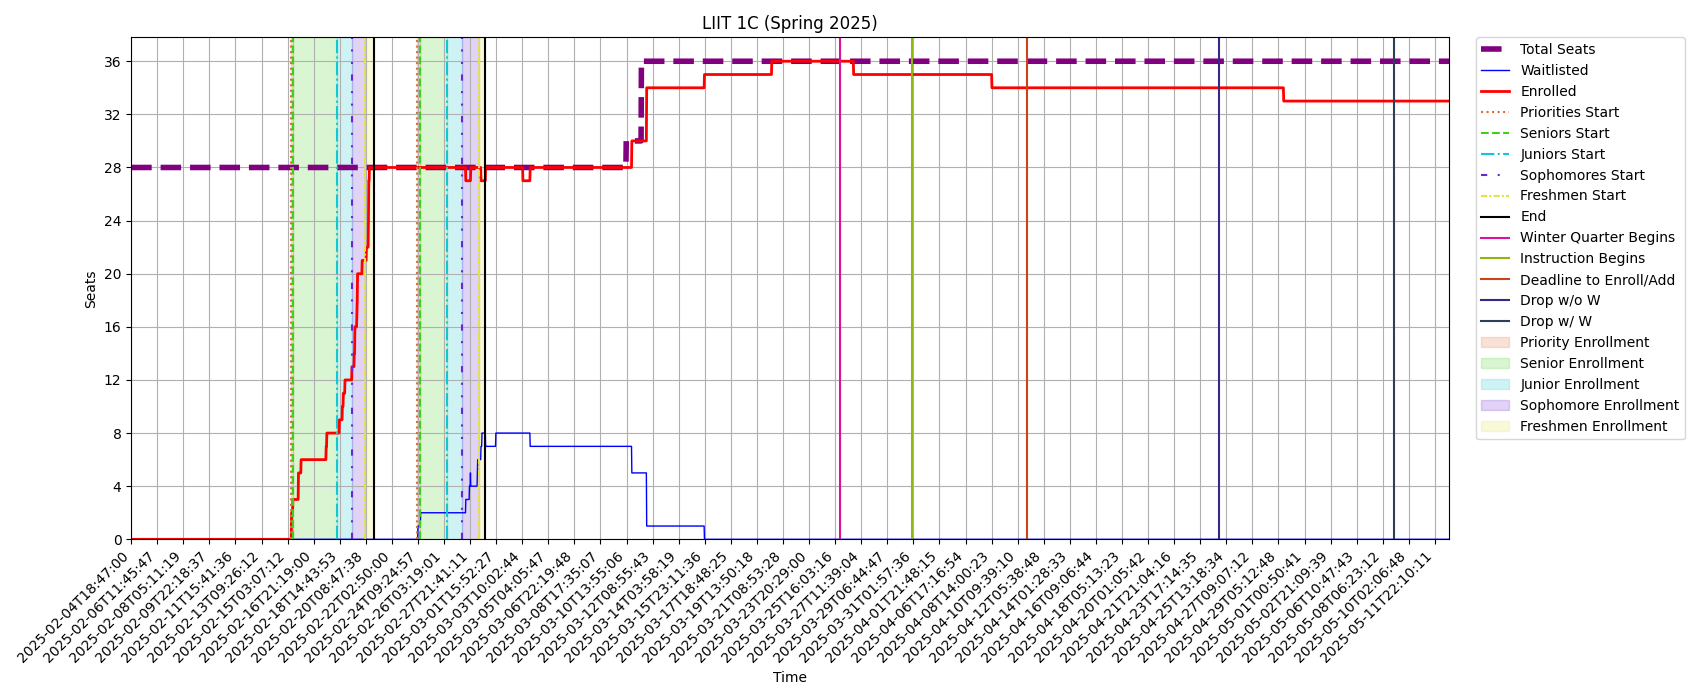 LIIT 1C (Spring 2025)
Seats
36
32
28
24
20
16
12
8
4
0
2025-02-04T18:47:00
2025-02-06T11:45:47
2025-02-08T05:11:19
2025-02-09T22:18:37
2025-02-11T15:41:36
2025-02-13T09:26:12
2025-02-15T03:07:12
2025-02-16T21:19:00
2025-02-18T14:43:53
2025-02-20T08:47:38
2025-02-22T02:50:00
2025-02-24T09:24:57
2025-02-26T03:19:01
2025-02-27T21:41:11
2025-03-01T15:52:27
2025-03-03T10:02:44
2025-03-05T04:05:47
2025-03-06T22:19:48
2025-03-08T17:35:07
2025-03-10T13:55:06
2025-03-12T08:55:43
2025-03-14T03:58:19
2025-03-15T23:11:36
2025-03-17T18:48:25
2025-03-19T13:50:18
2025-03-21T08:53:28
2025-03-23T20:29:00
2025-03-25T16:03:16
2025-03-27T11:39:04
2025-03-29T06:44:47
2025-03-31T01:57:36
2025-04-01T21:48:15
2025-04-06T17:16:54
2025-04-08T14:00:23
2025-04-10T09:39:10
2025-04-12T05:38:48
2025-04-14T01:28:33
2025-04-16T09:06:44
2025-04-18T05:13:23
2025-04-20T01:05:42
2025-04-21T21:04:16
2025-04-23T17:14:35
2025-04-25T13:18:34
2025-04-27T09:07:12
2025-04-29T05:12:48
2025-05-01T00:50:41
2025-05-02T21:09:39
2025-05-06T10:47:43
2025-05-08T06:23:12
2025-05-10T02:06:48
2025-05-11T22:10:11
Time
Total Seats
Waitlisted
Enrolled
Priorities Start
Seniors Start
Juniors Start
Sophomores Start
Freshmen Start
End
Winter Quarter Begins
Instruction Begins
Deadline to Enroll/Add
Drop w/o W
Drop w/ W
Priority Enrollment
Senior Enrollment
Junior Enrollment
Sophomore Enrollment
Freshmen Enrollment